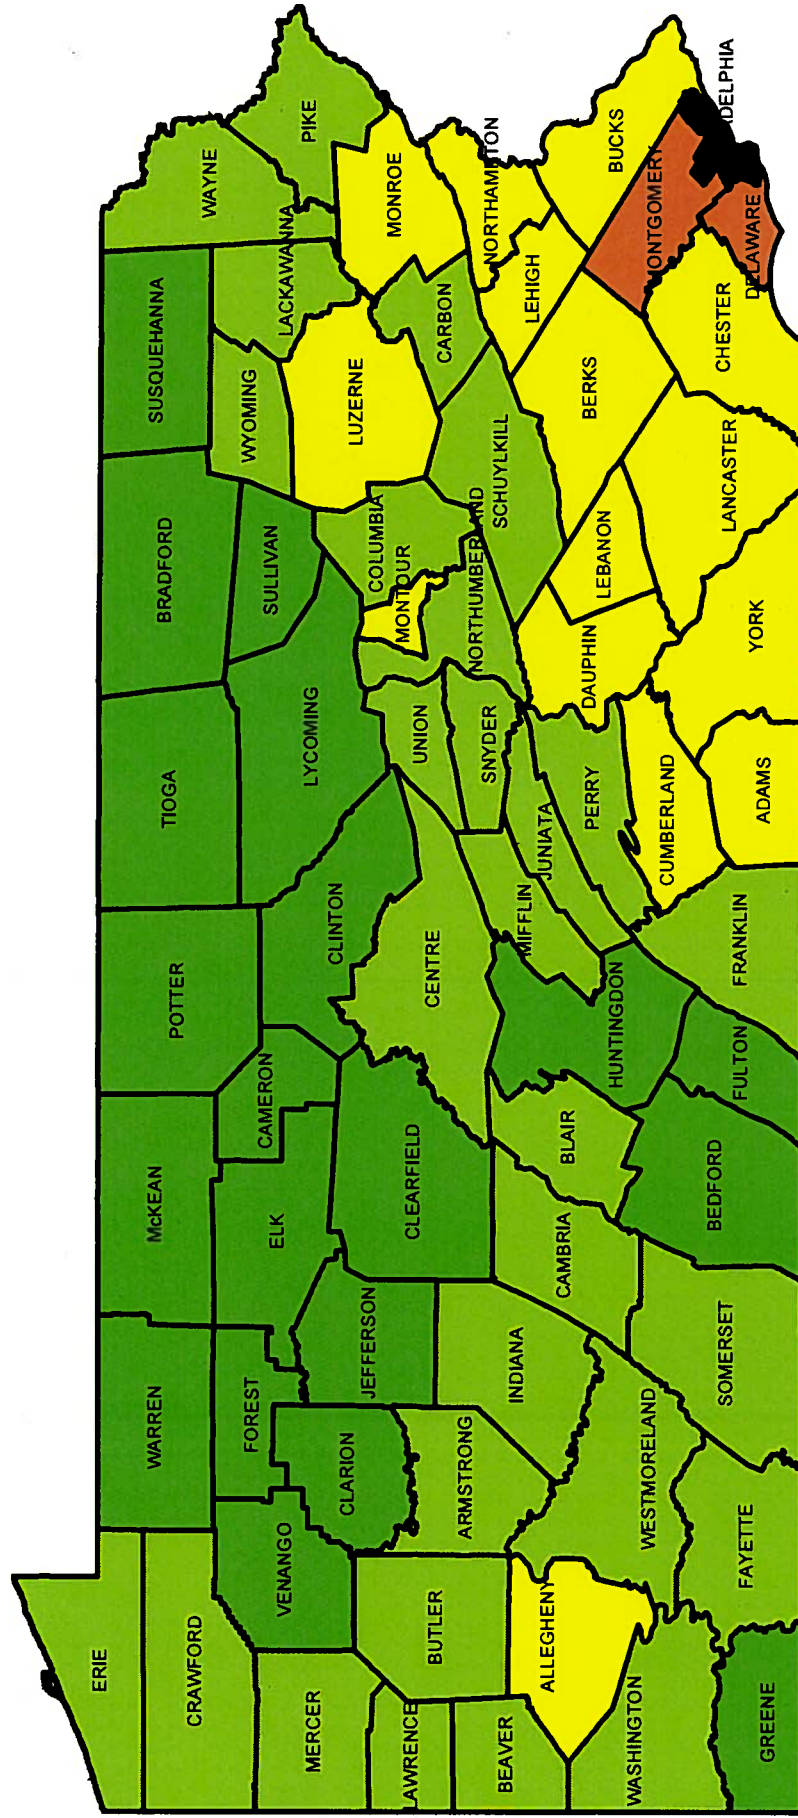 ERIE
CRAWFORD
WARREN
McKEAN
POTTER
TIOGA
BRADFORD
SUSQUEHANNA
WAYNE
PIKE
MERCER
VENANGO
FOREST
ELK
CAMERON
CLINTON
LYCOMING
SULLIVAN
WYOMING
LACKAWANNA
LAWRENCE
BUTLER
CLARION
JEFFERSON
CLEARFIELD
CENTRE
UNION
MONTOUR
COLUMBIA
LUZERNE
MONROE
BEAVER
ALLEGHENY
ARMSTRONG
INDIANA
CAMBRIA
BLAIR
MIFFLIN
JUNIATA
SNYDER
NORTHUMBERLAND
SCHUYLKILL
CARBON
LEHIGH
NORTHAMPTON
WASHINGTON
WESTMORELAND
HUNTINGDON
PERRY
DAUPHIN
LEBANON
BERKS
MONTGOMERY
BUCKS
GREENE
FAYETTE
SOMERSET
BEDFORD
FULTON
FRANKLIN
CUMBERLAND
ADAMS
YORK
LANCASTER
CHESTER
DELAWARE
DELPHIA